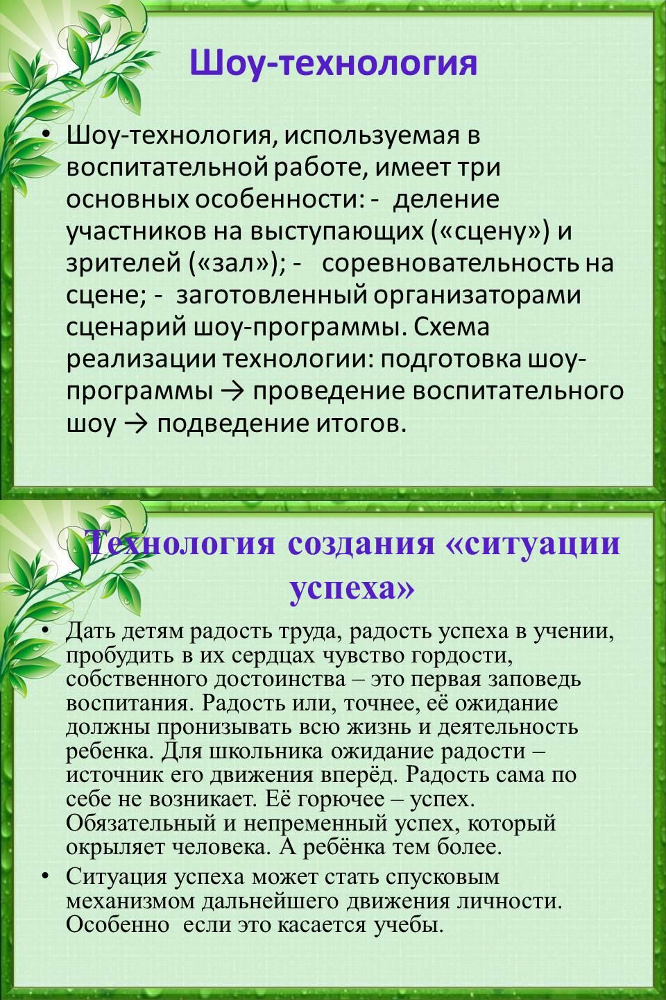 Шоу-технология
• Шоу-технология, используемая в
воспитательной работе, имеет три
основных особенности: - деление
участников на выступающих («сцену») и
зрителей («зал»); - соревновательность на
сцене; - заготовленный организаторами
сценарий шоу-программы. Схема
реализации технологии: подготовка шоу-
программы → проведение воспитательного
шоу → подведение итогов.
Технология создания «ситуации
успеха»
• Дать детям радость труда, радость успеха в учении,
пробудить в их сердцах чувство гордости,
собственного достоинства – это первая заповедь
воспитания. Радость или, точнее, её ожидание
должны пронизывать всю жизнь и деятельность
ребенка. Для школьника ожидание радости –
источник его движения вперёд. Радость сама по
себе не возникает. Её горючее – успех.
Обязательный и непременный успех, который
окрыляет человека. А ребёнка тем более.
• Ситуация успеха может стать спусковым
механизмом дальнейшего движения личности.
Особенно если это касается учебы.